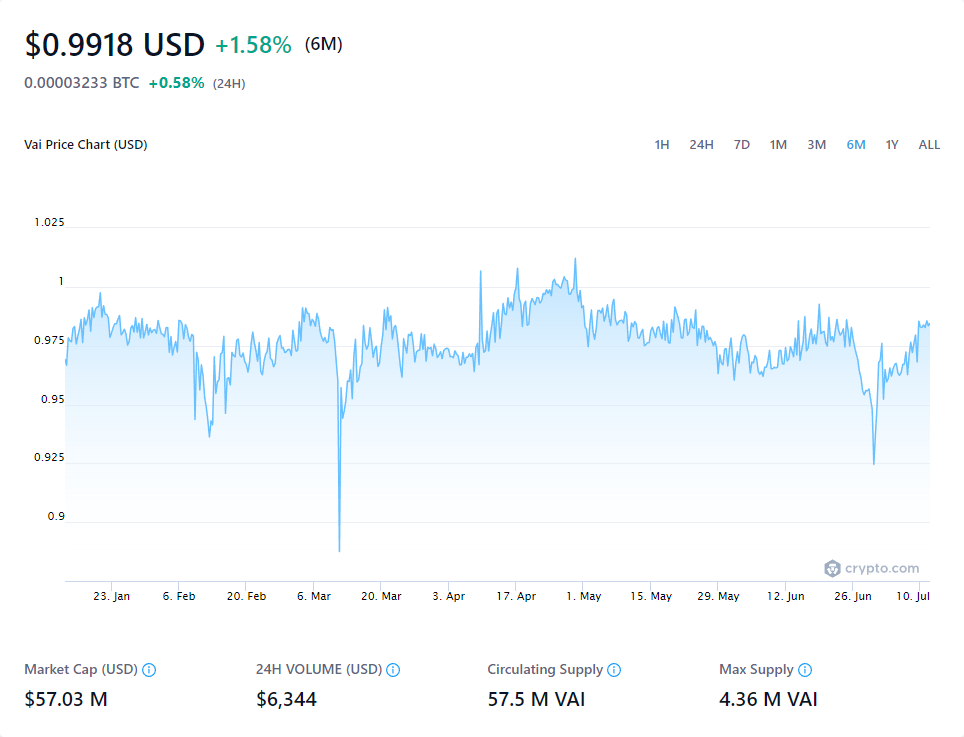 $0.9918 USD +1.58% (6M)
0.00003233 BTC +0.58% (24H)
Vai Price Chart (USD) 1H 24H 7D 1M 3M 6M 1Y ALL
1.025
1
0.975
0.95
0.925
0.9
crypto.com
23. Jan 6. Feb 20. Feb 6. Mar 20. Mar 3. Apr 17. Apr 1. May 15. May 29. May 12. Jun 26. Jun 10. Jul
Market Cap (USD) 24H VOLUME (USD) Circulating Supply Max Supply
$57.03 M $6,344 57.5 M VAI 4.36 M VAI